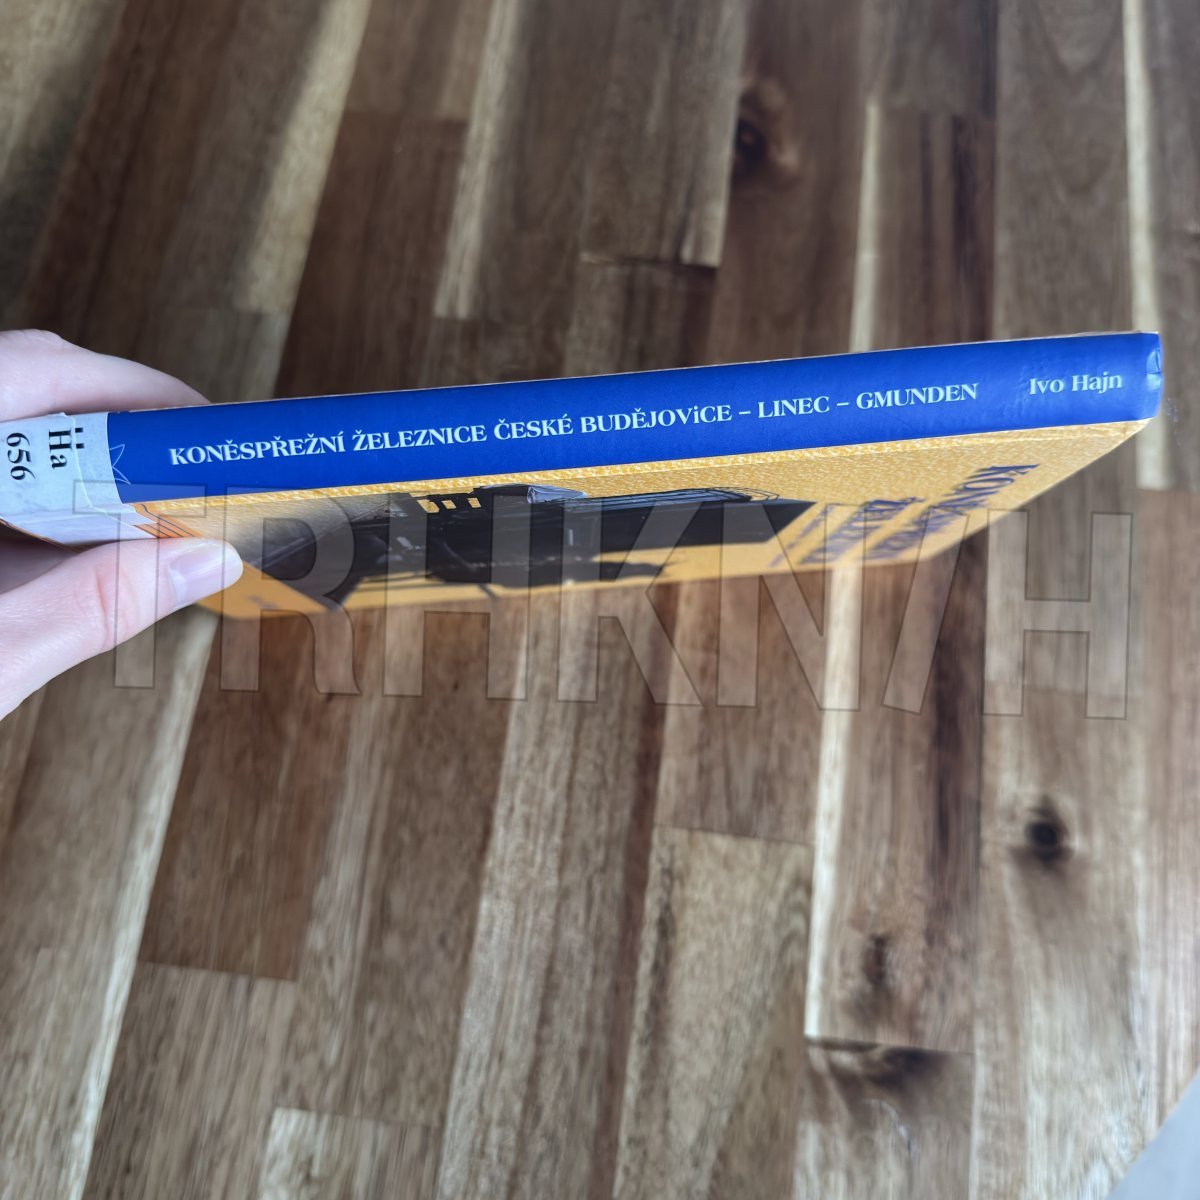 KONĚSPŘEŽNÍ ŽELEZNICE ČESKÉ BUDĚJOViCE – LINEC – GMUNDEN
Ivo Hajn
Ha
656
TRHKNIH